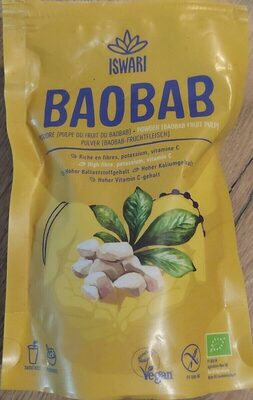 ISWARI
BAOBAB
POUDRE (PULPE DU FRUIT DU BAOBAB) • POWDER (BAOBAB FRUIT PULP)
PULVER (BAOBAB-FRUCHTFLEISCH)
Riche en fibres, potassium, vitamine C
High fibre, potassium, vitamin C
Hoher Ballaststoffgehalt Hoher Kaliumgehalt
Hoher Vitamin C-gehalt
Vegan